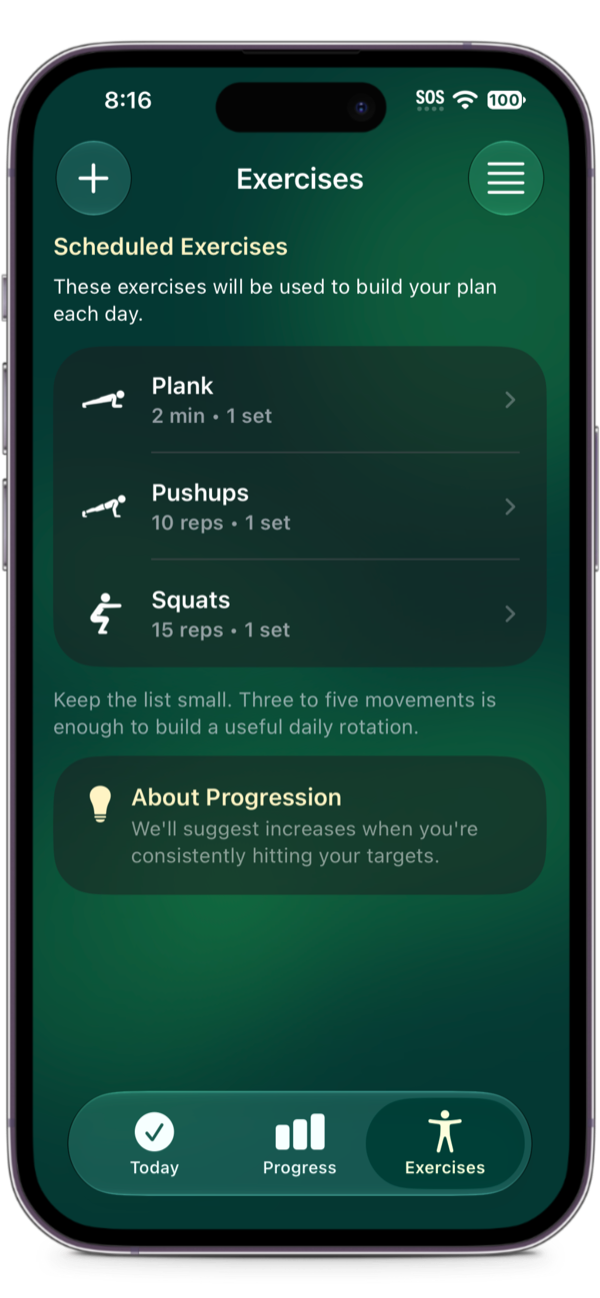 8:16
SOS
100
Exercises
Scheduled Exercises
These exercises will be used to build your plan
each day.
Plank
2 min • 1 set
Pushups
10 reps • 1 set
Squats
15 reps • 1 set
Keep the list small. Three to five movements is
enough to build a useful daily rotation.
About Progression
We'll suggest increases when you're
consistently hitting your targets.
Today
Progress
Exercises